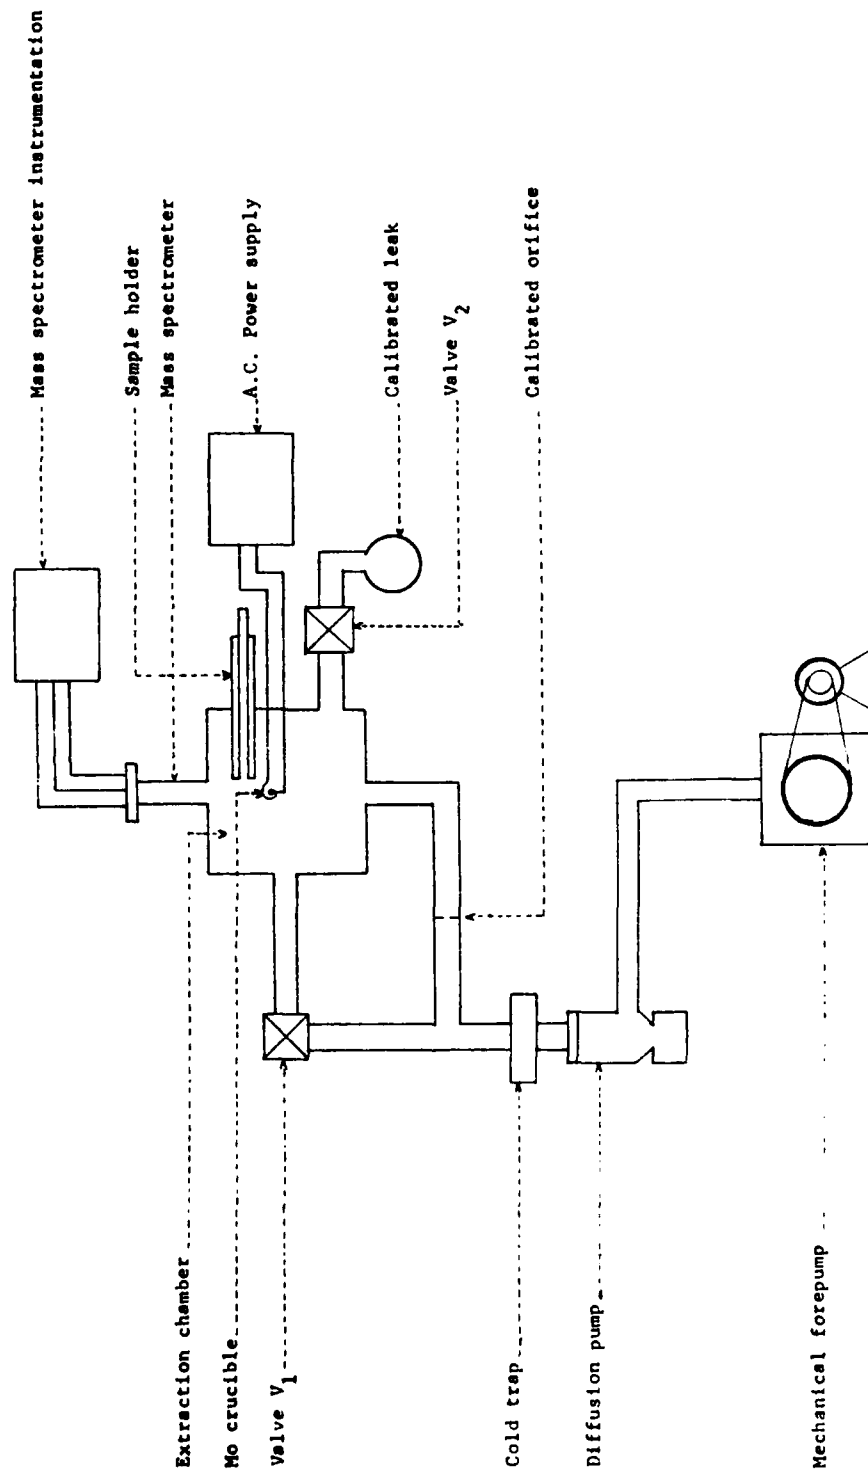 Mass spectrometer instrumentation
Sample holder
Mass spectrometer
A.C. Power supply
Calibrated leak
Valve V2
Calibrated orifice
Extraction chamber
Mo crucible
Valve V1
Cold trap
Diffusion pump
Mechanical forepump